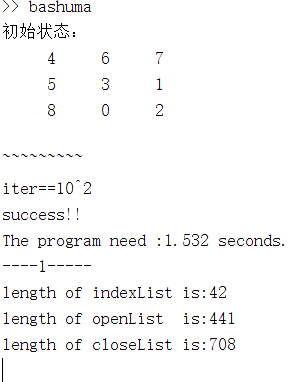 >> bashuma
初始状态：
4 6 7
5 3 1
8 0 2
~~~~~~~~~
iter==10^2
success!!
The program need :1.532 seconds.
----1-----
length of indexList is:42
length of openList  is:441
length of closeList is:708